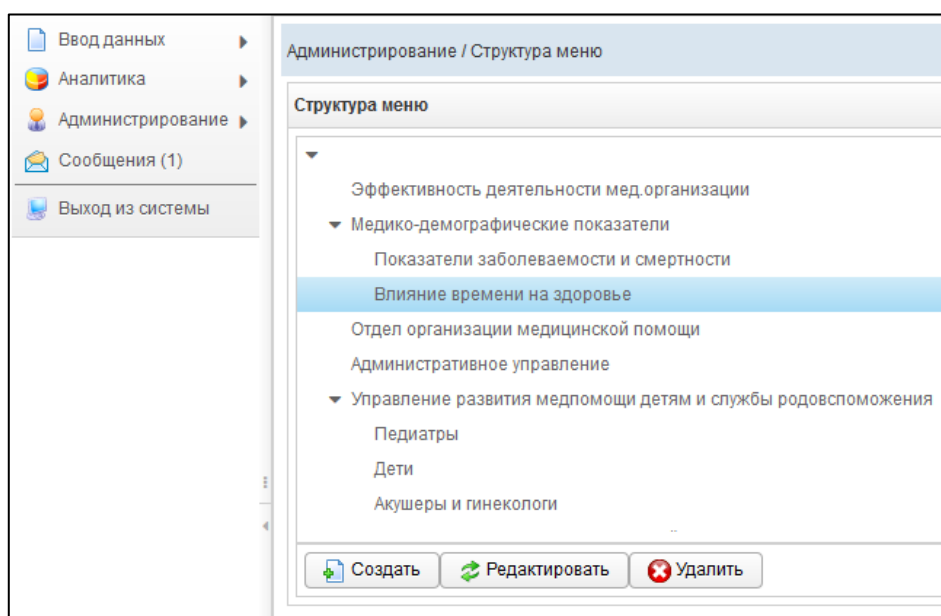 Ввод данных
Аналитика
Администрирование
Сообщения (1)
Выход из системы
Администрирование / Структура меню
Структура меню
Эффективность деятельности мед.организации
Медико-демографические показатели
Показатели заболеваемости и смертности
Влияние времени на здоровье
Отдел организации медицинской помощи
Административное управление
Управление развития медпомощи детям и службы родовспоможения
Педиатры
Дети
Акушеры и гинекологи
Создать Редактировать Удалить